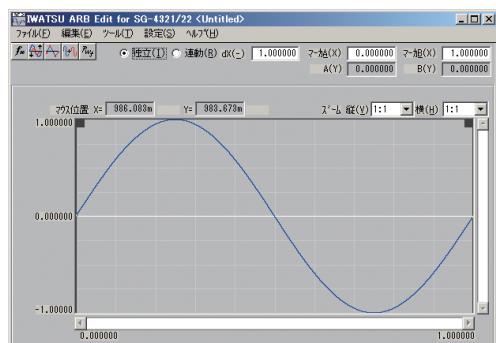 IWATSU ARB Edit for SG-4321/22 <Untitled>
ファイル(F) 編集(E) ツール(T) 設定(S) ヘルプ(H)
独立(I) 連動(R) dX(-) 1.000000 マーカA(X) 0.000000 マーカB(X) 1.000000
A(Y) 0.000000 B(Y) 0.000000
マウス位置 X= 986.083m Y= 983.673m ズーム 縦(V) 1:1 横(H) 1:1
1.000000
0.000000
-1.00000
0.000000 1.000000